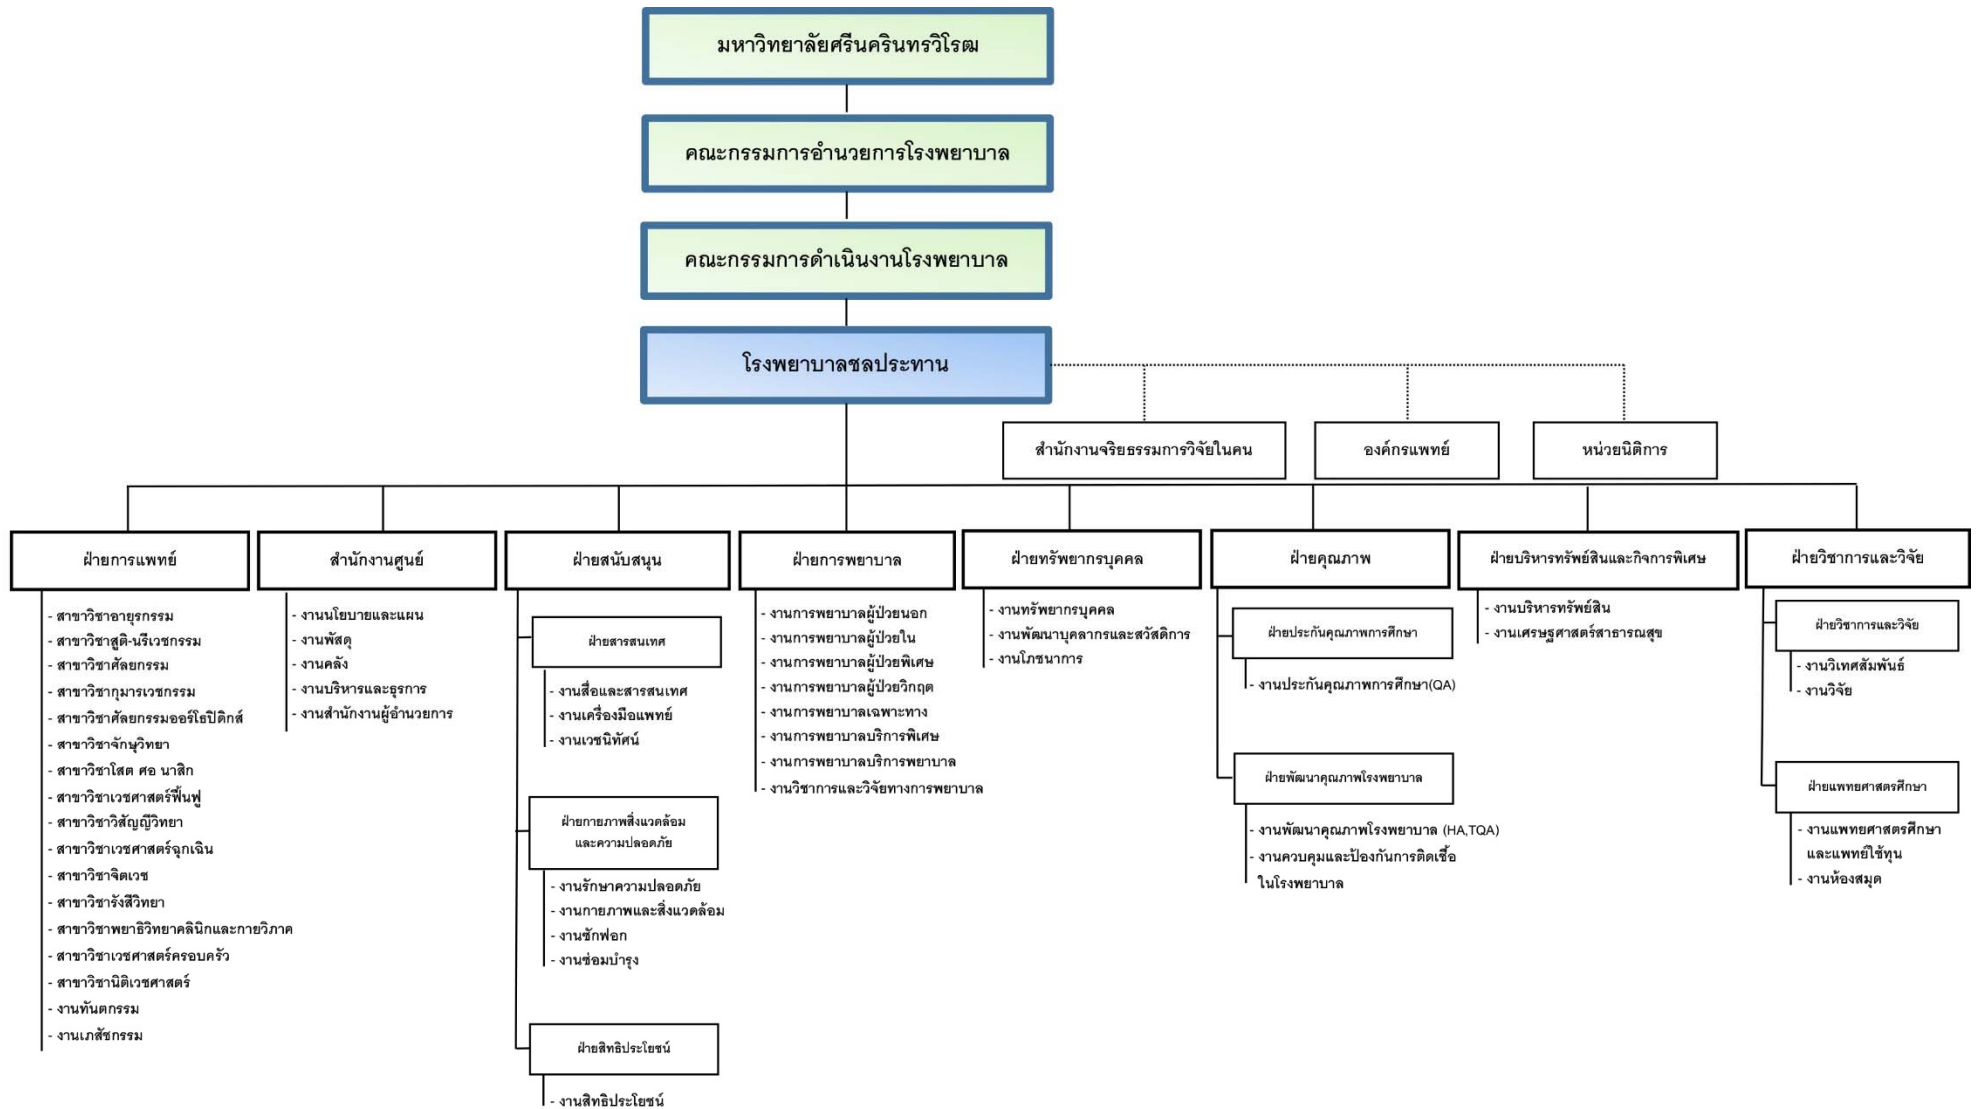 มหาวิทยาลัยศรีนครินทรวิโรฒ
คณะกรรมการอำนวยการโรงพยาบาล
คณะกรรมการดำเนินงานโรงพยาบาล
โรงพยาบาลชลประทาน
สำนักงานจริยธรรมการวิจัยในคน
องค์กรแพทย์
หน่วยนิติการ
ฝ่ายการแพทย์
- สาขาวิชาอายุรกรรม
- สาขาวิชาสูติ-นรีเวชกรรม
- สาขาวิชาศัลยกรรม
- สาขาวิชากุมารเวชกรรม
- สาขาวิชาศัลยกรรมออร์โธปิดิกส์
- สาขาวิชาจักษุวิทยา
- สาขาวิชาโสต ศอ นาสิก
- สาขาวิชาเวชศาสตร์ฟื้นฟู
- สาขาวิชาวิสัญญีวิทยา
- สาขาวิชาเวชศาสตร์ฉุกเฉิน
- สาขาวิชาจิตเวช
- สาขาวิชารังสีวิทยา
- สาขาวิชาพยาธิวิทยาคลินิกและกายวิภาค
- สาขาวิชาเวชศาสตร์ครอบครัว
- สาขาวิชานิติเวชศาสตร์
- งานทันตกรรม
- งานเภสัชกรรม
สำนักงานศูนย์
- งานนโยบายและแผน
- งานพัสดุ
- งานคลัง
- งานบริหารและธุรการ
- งานสำนักงานผู้อำนวยการ
ฝ่ายสนับสนุน
ฝ่ายสารสนเทศ
- งานสื่อและสารสนเทศ
- งานเครื่องมือแพทย์
- งานเวชนิทัศน์
ฝ่ายกายภาพสิ่งแวดล้อม
และความปลอดภัย
- งานรักษาความปลอดภัย
- งานกายภาพและสิ่งแวดล้อม
- งานซักฟอก
- งานซ่อมบำรุง
ฝ่ายสิทธิประโยชน์
- งานสิทธิประโยชน์
ฝ่ายการพยาบาล
- งานการพยาบาลผู้ป่วยนอก
- งานการพยาบาลผู้ป่วยใน
- งานการพยาบาลผู้ป่วยพิเศษ
- งานการพยาบาลผู้ป่วยวิกฤต
- งานการพยาบาลเฉพาะทาง
- งานการพยาบาลบริการพิเศษ
- งานการพยาบาลบริการพยาบาล
- งานวิชาการและวิจัยทางการพยาบาล
ฝ่ายทรัพยากรบุคคล
- งานทรัพยากรบุคคล
- งานพัฒนาบุคลากรและสวัสดิการ
- งานโภชนาการ
ฝ่ายคุณภาพ
ฝ่ายประกันคุณภาพการศึกษา
- งานประกันคุณภาพการศึกษา(QA)
ฝ่ายพัฒนาคุณภาพโรงพยาบาล
- งานพัฒนาคุณภาพโรงพยาบาล (HA,TQA)
- งานควบคุมและป้องกันการติดเชื้อ
ในโรงพยาบาล
ฝ่ายบริหารทรัพย์สินและกิจการพิเศษ
- งานบริหารทรัพย์สิน
- งานเศรษฐศาสตร์สาธารณสุข
ฝ่ายวิชาการและวิจัย
ฝ่ายวิชาการและวิจัย
- งานวิเทศสัมพันธ์
- งานวิจัย
ฝ่ายแพทยศาสตรศึกษา
- งานแพทยศาสตรศึกษา
และแพทย์ใช้ทุน
- งานห้องสมุด